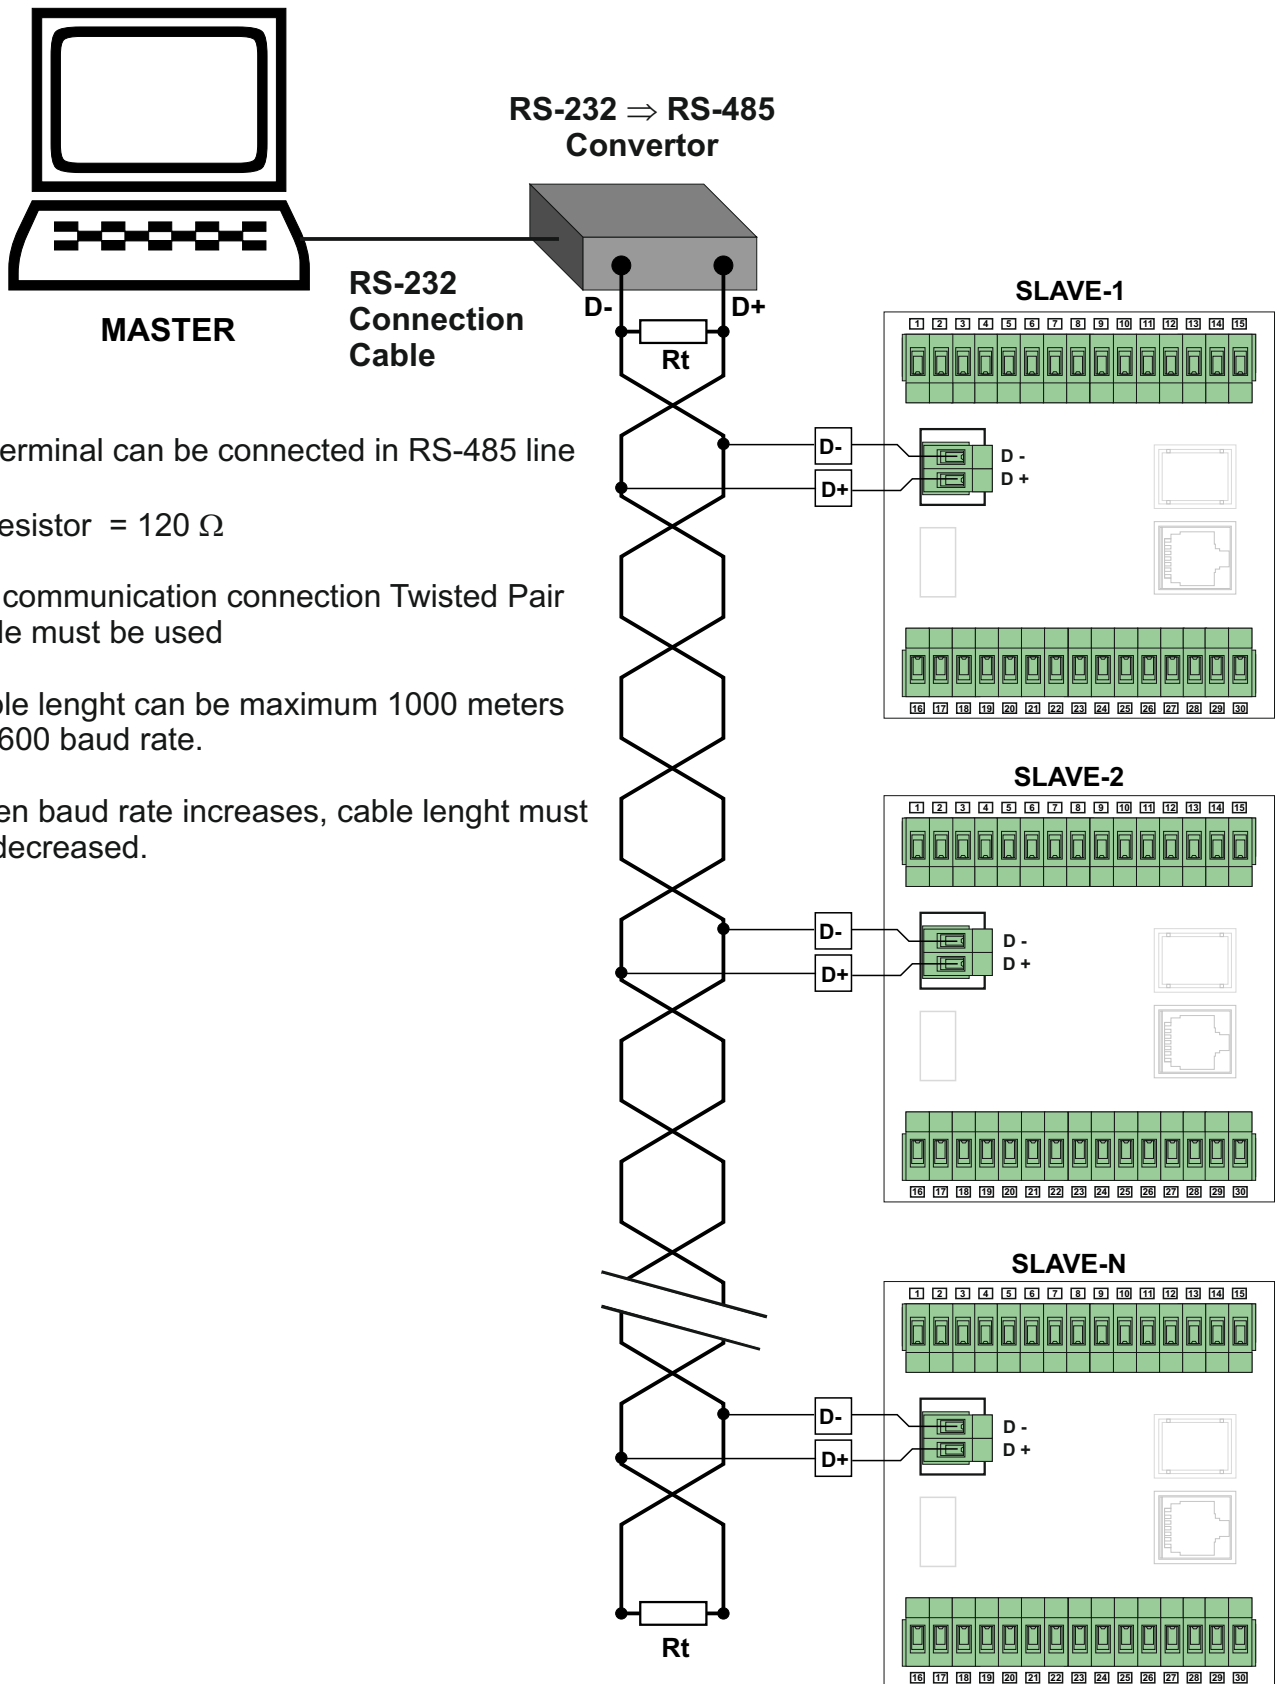 RS-232 ⇒ RS-485
Convertor
MASTER
RS-232
Connection
Cable
D-
D+
Rt
erminal can be connected in RS-485 line
esistor = 120 Ω
communication connection Twisted Pair
le must be used
ble lenght can be maximum 1000 meters
600 baud rate.
en baud rate increases, cable lenght must
decreased.
SLAVE-1
1 2 3 4 5 6 7 8 9 10 11 12 13 14 15
D-
D+
D -
D +
16 17 18 19 20 21 22 23 24 25 26 27 28 29 30
SLAVE-2
1 2 3 4 5 6 7 8 9 10 11 12 13 14 15
D-
D+
D -
D +
16 17 18 19 20 21 22 23 24 25 26 27 28 29 30
SLAVE-N
1 2 3 4 5 6 7 8 9 10 11 12 13 14 15
D-
D+
D -
D +
16 17 18 19 20 21 22 23 24 25 26 27 28 29 30
Rt